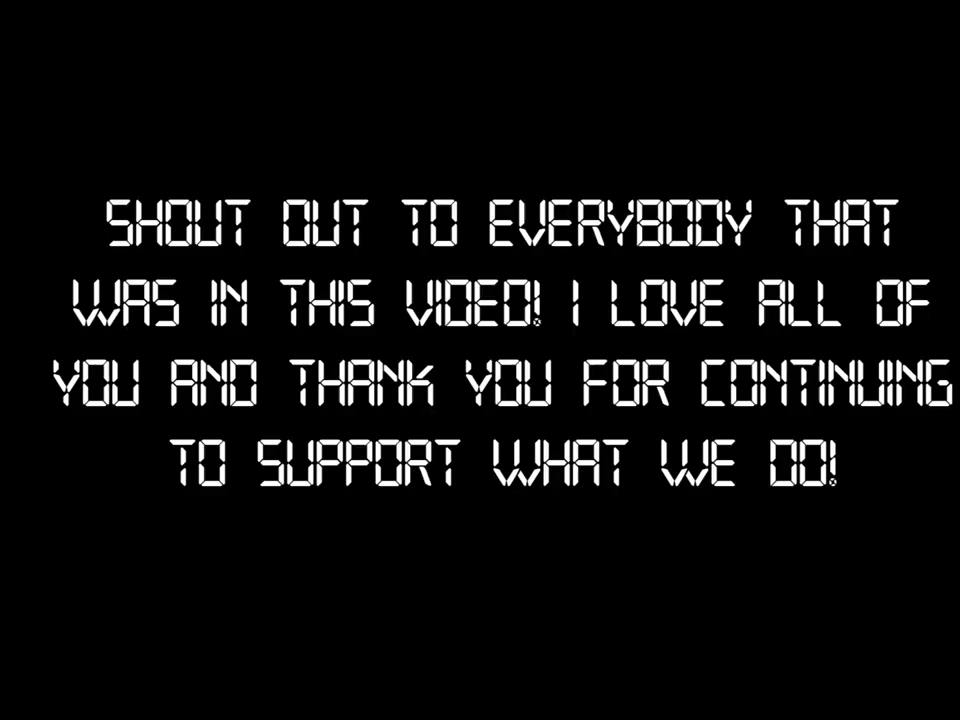 SHOUT OUT TO EVERYBODY THAT
WAS IN THIS VIDEO! I LOVE ALL OF
YOU AND THANK YOU FOR CONTINUING
TO SUPPORT WHAT WE DO!